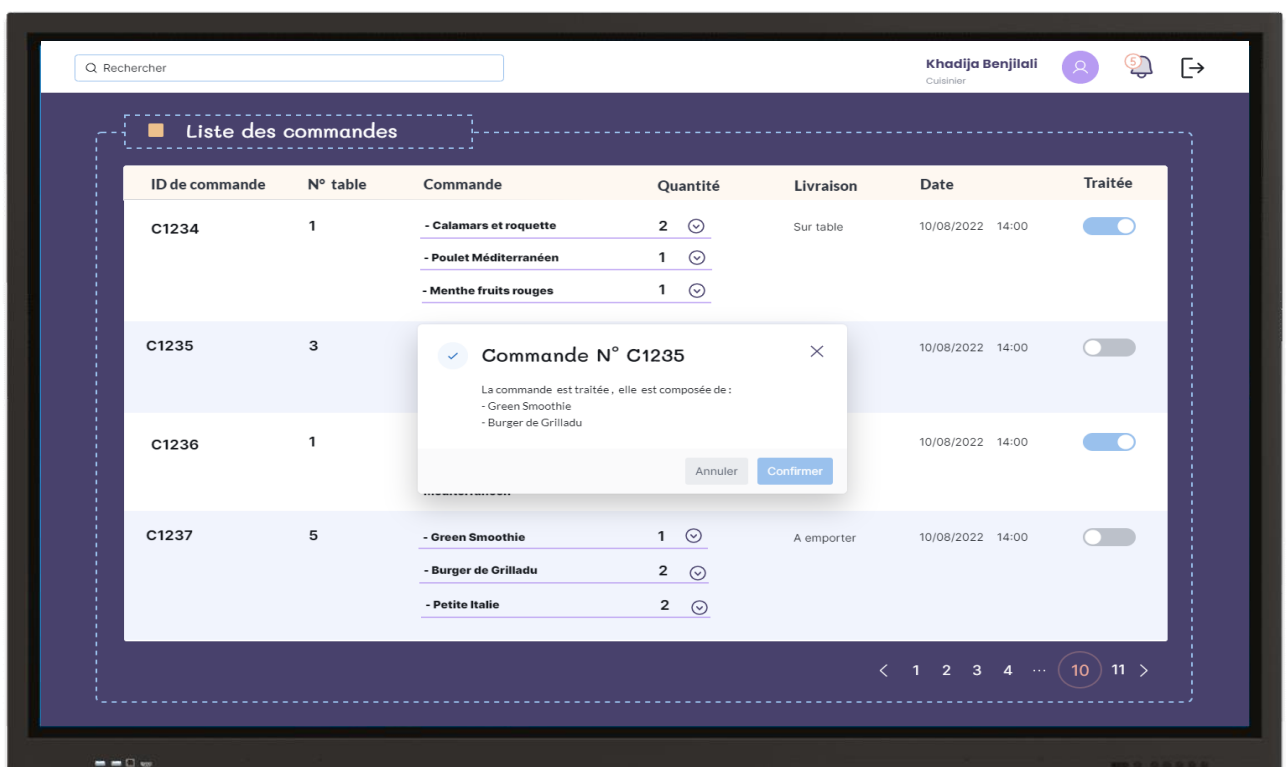 Rechercher
Khadija Benjilali
Cuisinier
5
Liste des commandes
ID de commande N° table Commande Quantité Livraison Date Traitée
C1234 1 - Calamars et roquette 2 Sur table 10/08/2022 14:00
- Poulet Méditerranéen 1
- Menthe fruits rouges 1
C1235 3 10/08/2022 14:00
Commande N° C1235
La commande est traitée , elle est composée de :
- Green Smoothie
- Burger de Grilladu
Annuler Confirmer
C1236 1 10/08/2022 14:00
C1237 5 - Green Smoothie 1 A emporter 10/08/2022 14:00
- Burger de Grilladu 2
- Petite Italie 2
< 1 2 3 4 ... 10 11 >